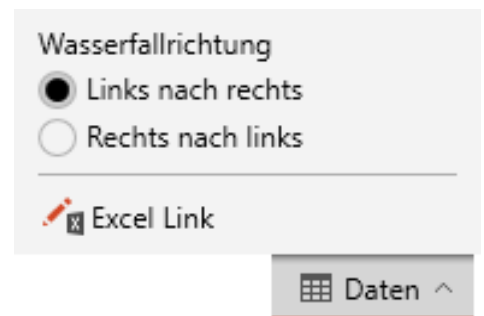 Wasserfallrichtung
Links nach rechts
Rechts nach links
Excel Link
Daten